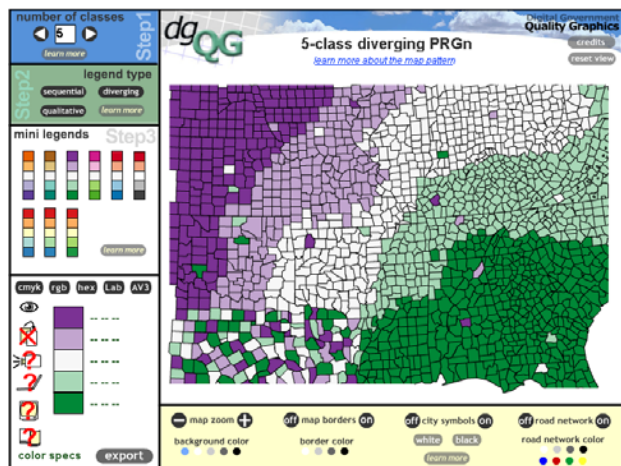 number of classes
5
learn more
Step1
Step2
legend type
sequential
diverging
qualitative
learn more
mini legends
Step3
learn more
cmyk
rgb
hex
Lab
AV3
-- -- --
-- -- --
-- -- --
-- -- --
-- -- --
? 
?
?
?
color specs
export
dg
QG
5-class diverging PRGn
learn more about the map pattern
Digital Government
Quality Graphics
credits
reset view
map zoom
off map borders on
off city symbols on
off road network on
background color
border color
white
black
learn more
road network color